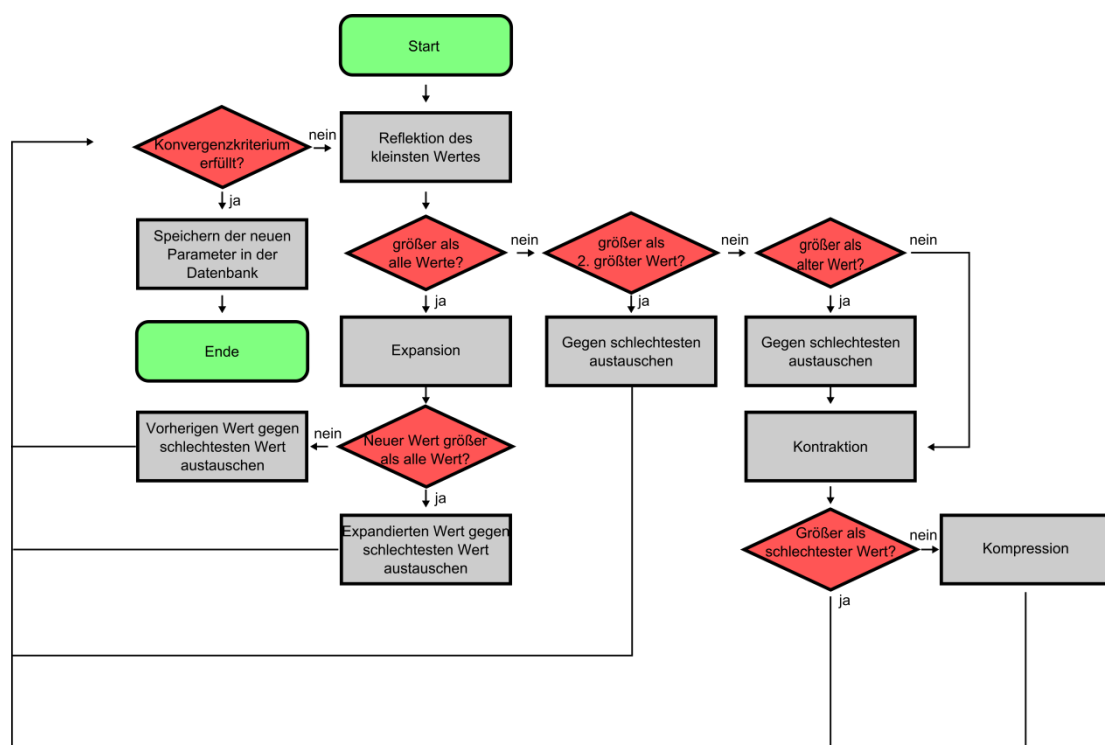 Start
Konvergenzkriterium
erfüllt?
nein
Reflektion des
kleinsten Wertes
ja
Speichern der neuen
Parameter in der
Datenbank
größer als
alle Werte?
nein
größer als
2. größter Wert?
nein
größer als
alter Wert?
nein
ja
ja
ja
Ende
Expansion
Gegen schlechtesten
austauschen
Gegen schlechtesten
austauschen
Vorherigen Wert gegen
schlechtesten Wert
austauschen
nein
Neuer Wert größer
als alle Wert?
Kontraktion
ja
Expandierten Wert gegen
schlechtesten Wert
austauschen
Größer als
schlechtester Wert?
nein
Kompression
ja